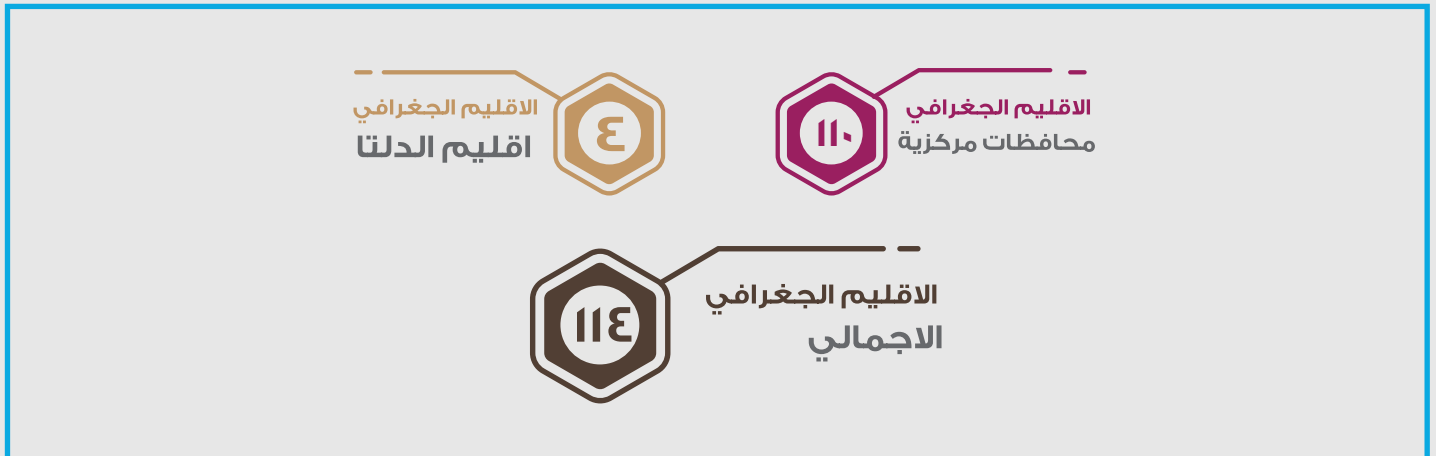 الاقليم الجغرافي
محافظات مركزية
١١٠
الاقليم الجغرافي
اقليم الدلتا
٤
الاقليم الجغرافي
الاجمالي
١١٤